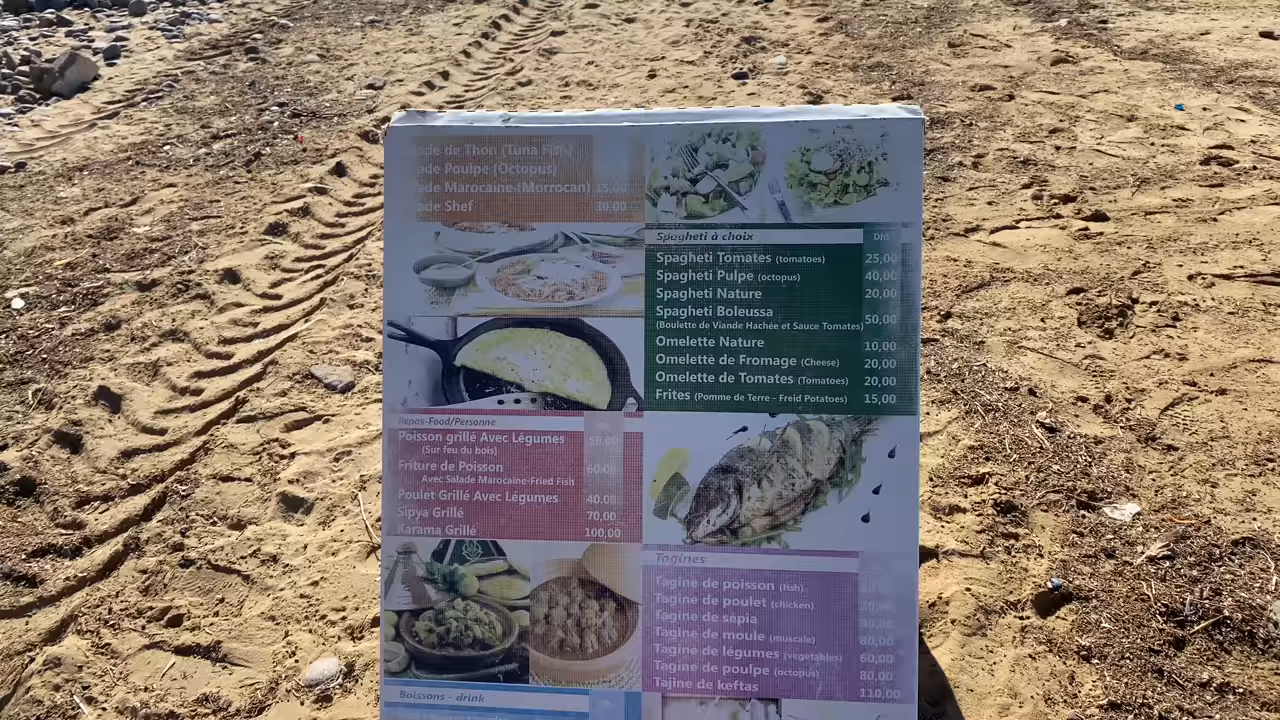 ade de Thon (Tuna Fish)
ade Poulpe (Octopus)
ade Marocaine (Morrocan) 15,00
ade Shef 30,00
Spagheti à choix Dhs
Spagheti Tomates (tomatoes) 25,00
Spagheti Pulpe (octopus) 40,00
Spagheti Nature 20,00
Spagheti Boleussa
(Boulette de Viande Hachée et Sauce Tomates) 50,00
Omelette Nature 10,00
Omelette de Fromage (Cheese) 20,00
Omelette de Tomates (Tomatoes) 20,00
Frites (Pomme de Terre - Freid Potatoes) 15,00
Repas-Food/Personne
Poisson grillé Avec Légumes 50,00
(Sur feu du bois)
Friture de Poisson 60,00
Avec Salade Marocaine-Fried Fish
Poulet Grillé Avec Légumes 40,00
Sipya Grillé 70,00
Karama Grillé 100,00
Tagines
Tagine de poisson (fish)
Tagine de poulet (chicken)
Tagine de sépia
Tagine de moule (muscale) 80,00
Tagine de légumes (vegetables) 60,00
Tagine de poulpe (octopus) 80,00
Tajine de keftas 110,00
Boissons - drink